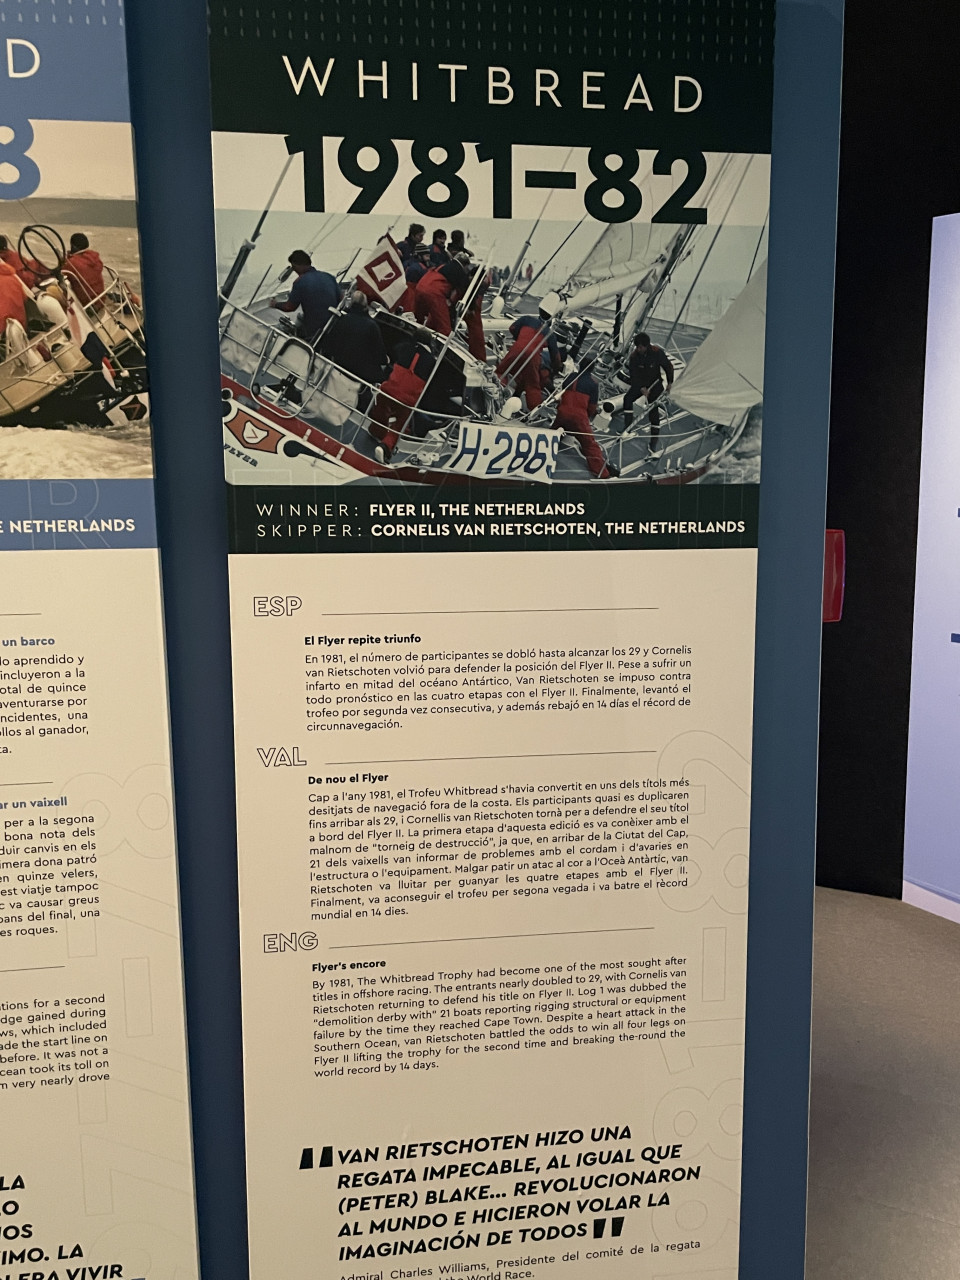 D
8
E NETHERLANDS
un barco
lo aprendido y
incluyeron a la
otal de quince
aventurarse por
ncidentes, una
llos al ganador,
ta.
ar un vaixell
per a la segona
bona nota dels
duir canvis en els
imera dona patró
en quinze velers,
est viatje tampoc
c va causar greus
pans del final, una
es roques.
tions for a second
dge gained during
ws, which included
ade the start line on
before. It was not a
cean took its toll on
m very nearly drove
LA
LO
IOS
IMO. LA
LERA VIVIR
WHITBREAD
1981-82
FLYER
H-2869
WINNER: FLYER II, THE NETHERLANDS
SKIPPER: CORNELIS VAN RIETSCHOTEN, THE NETHERLANDS
ESP
El Flyer repite triunfo
En 1981, el número de participantes se dobló hasta alcanzar los 29 y Cornelis
van Rietschoten volvió para defender la posición del Flyer II. Pese a sufrir un
infarto en mitad del océano Antártico, Van Rietschoten se impuso contra
todo pronóstico en las cuatro etapas con el Flyer II. Finalmente, levantó el
trofeo por segunda vez consecutiva, y además rebajó en 14 días el récord de
circunnavegación.
VAL
De nou el Flyer
Cap a l'any 1981, el Trofeu Whitbread s'havia convertit en uns dels títols més
desitjats de navegació fora de la costa. Els participants quasi es duplicaren
fins arribar als 29, i Cornellis van Rietschoten tornà per a defendre el seu títol
a bord del Flyer II. La primera etapa d'aquesta edició es va conèixer amb el
malnom de "torneig de destrucció", ja que, en arribar de la Ciutat del Cap,
21 dels vaixells van informar de problemes amb el cordam i d'avaries en
l'estructura o l'equipament. Malgar patir un atac al cor a l'Oceà Antàrtic, van
Rietschoten va lluitar per guanyar les quatre etapes amb el Flyer II.
Finalment, va aconseguir el trofeu per segona vegada i va batre el rècord
mundial en 14 dies.
ENG
Flyer's encore
By 1981, The Whitbread Trophy had become one of the most sought after
titles in offshore racing. The entrants nearly doubled to 29, with Cornelis van
Rietschoten returning to defend his title on Flyer II. Log 1 was dubbed the
"demolition derby with" 21 boats reporting rigging structural or equipment
failure by the time they reached Cape Town. Despite a heart attack in the
Southern Ocean, van Rietschoten battled the odds to win all four legs on
Flyer II lifting the trophy for the second time and breaking the-round the
world record by 14 days.
VAN RIETSCHOTEN HIZO UNA
REGATA IMPECABLE, AL IGUAL QUE
(PETER) BLAKE... REVOLUCIONARON
AL MUNDO E HICIERON VOLAR LA
IMAGINACIÓN DE TODOS
Admiral Charles Williams, Presidente del comité de la regata
the World Race.